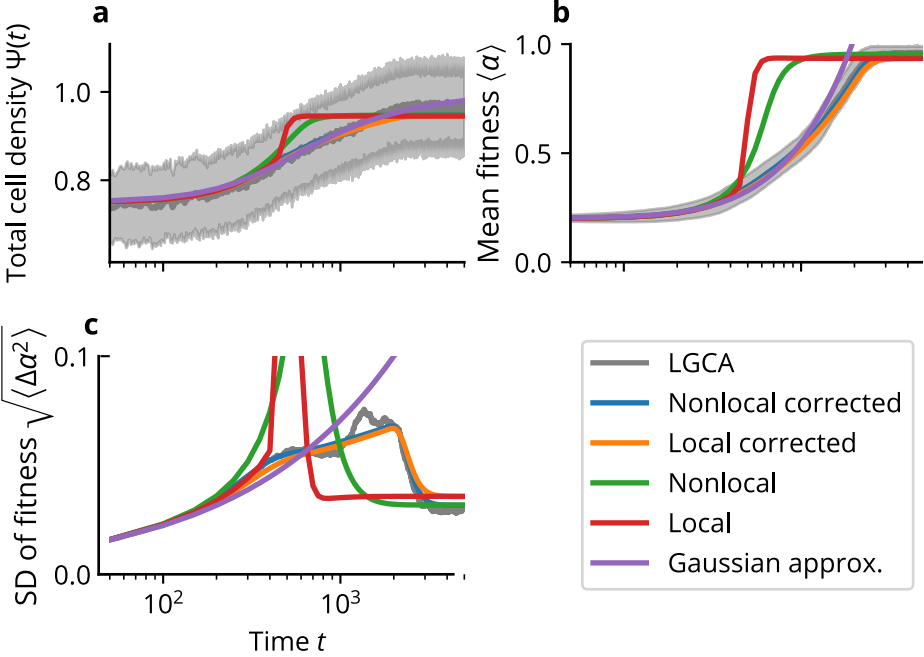 a
Total cell density Ψ(t)
1.0
0.8
b
Mean fitness ⟨α⟩
1.0
0.5
0.0
c
SD of fitness √⟨Δα²⟩
0.1
0.0
10² 10³
Time t
LGCA
Nonlocal corrected
Local corrected
Nonlocal
Local
Gaussian approx.